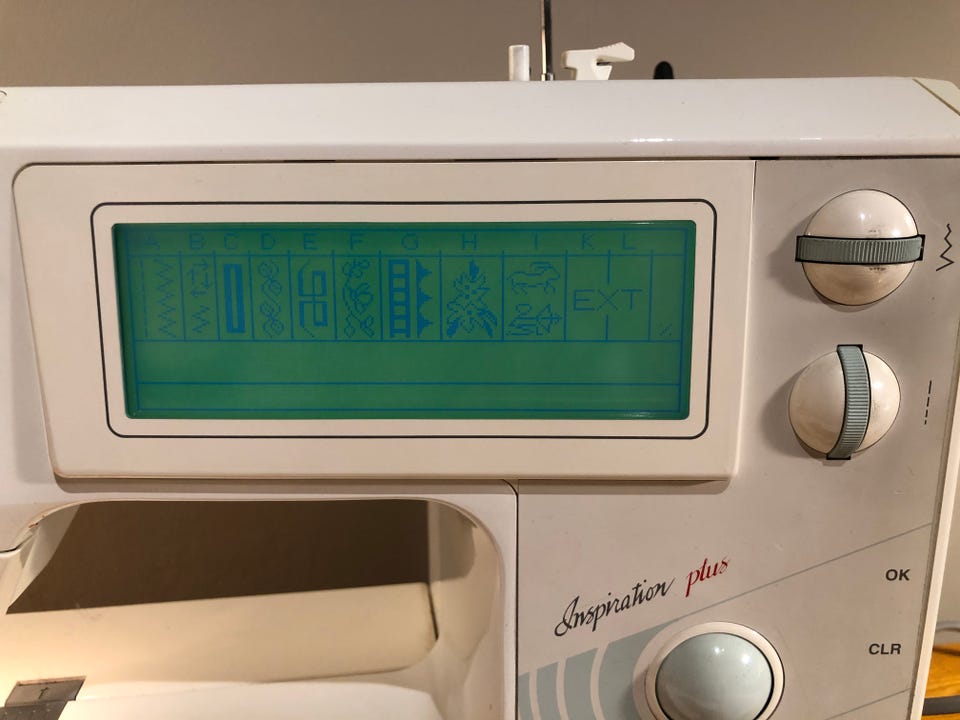 A B C D E F G H I K L
EXT
Inspiration plus
OK
CLR